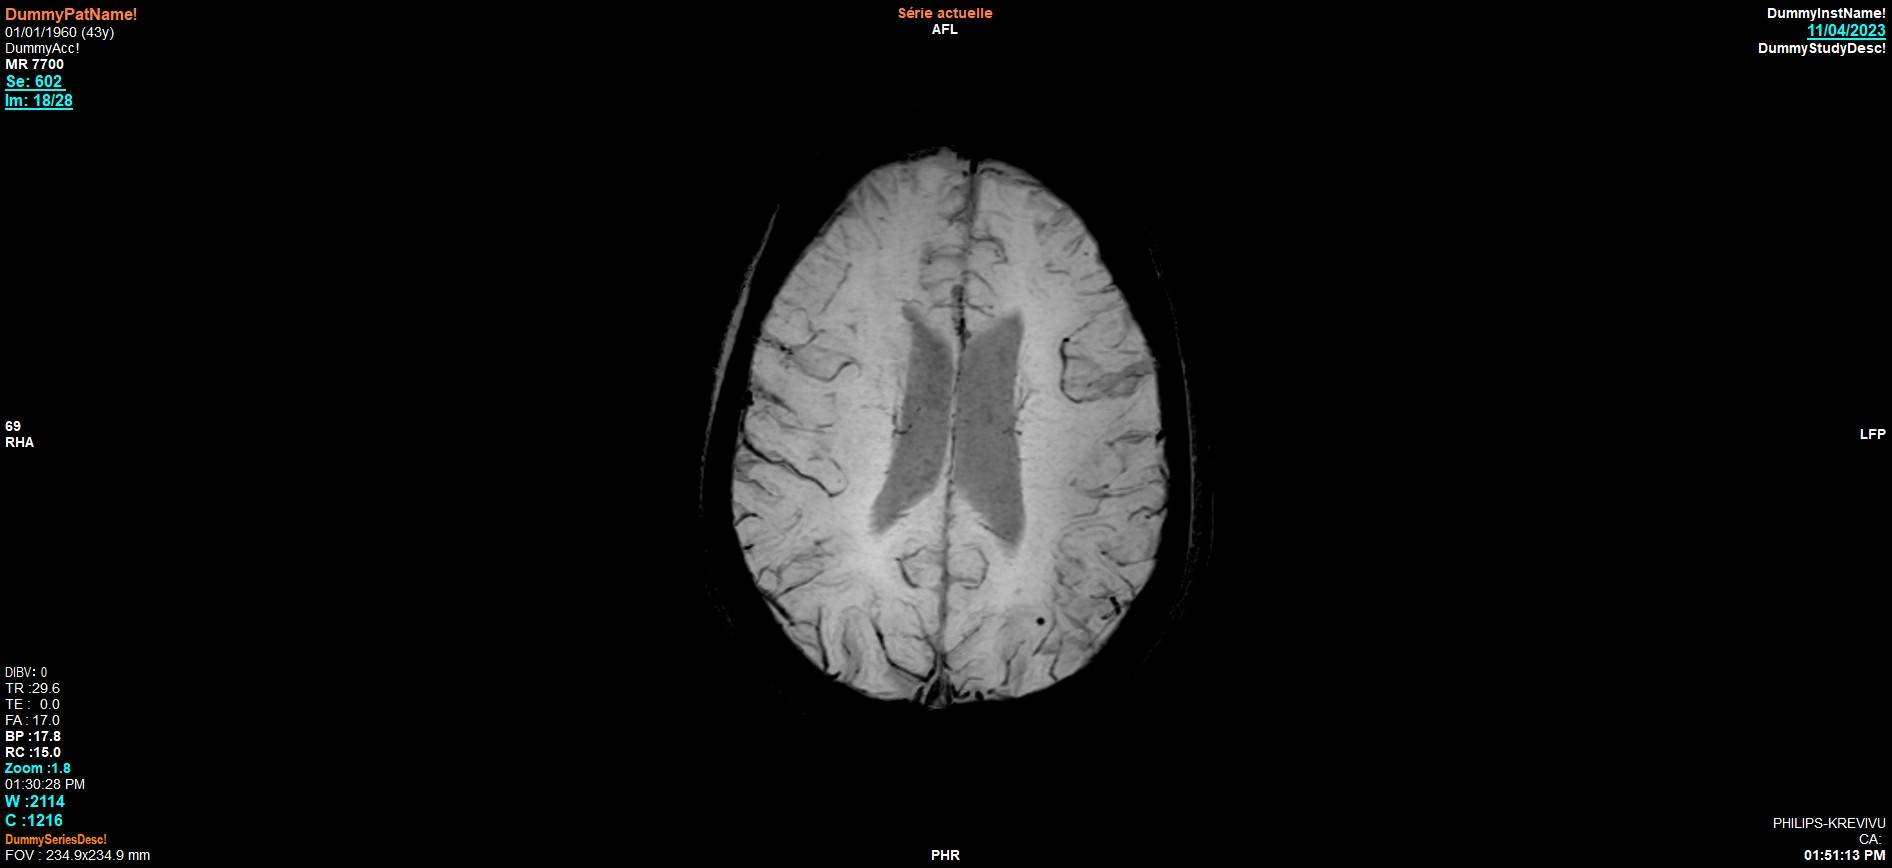 DummyPatName!
01/01/1960 (43y)
DummyAcc!
MR 7700
Se: 602
Im: 18/28
Série actuelle
AFL
DummyInstName!
11/04/2023
DummyStudyDesc!
69
RHA
LFP
DIBV: 0
TR :29.6
TE : 0.0
FA : 17.0
BP :17.8
RC :15.0
Zoom :1.8
01:30:28 PM
W :2114
C :1216
DummySeriesDesc!
FOV : 234.9x234.9 mm
PHR
PHILIPS-KREVIVU
CA:
01:51:13 PM